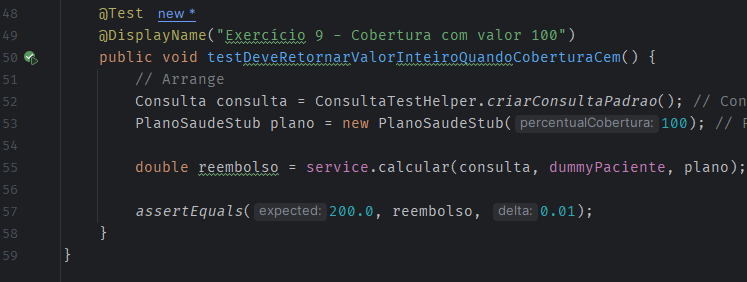 48 @Test new *
49 @DisplayName("Exercicio 9 - Cobertura com valor 100")
50 public void testDeveRetornarValorInteiroQuandoCoberturaCem() {
51 // Arrange
52 Consulta consulta = ConsultaTestHelper.criarConsultaPadrao(); // Con
53 PlanoSaudeStub plano = new PlanoSaudeStub( percentualCobertura: 100); //
54
55 double reembolso = service.calcular(consulta, dummyPaciente, plano);
56
57 assertEquals( expected: 200.0, reembolso, delta: 0.01);
58 }
59 }